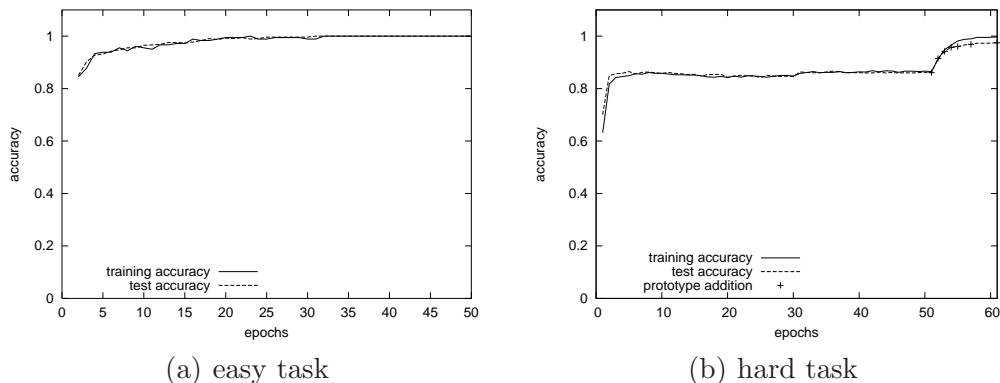 1
0.8
0.6
0.4
0.2
0
accuracy
training accuracy
test accuracy
0 5 10 15 20 25 30 35 40 45 50
epochs
(a) easy task
1
0.8
0.6
0.4
0.2
0
accuracy
training accuracy
test accuracy
prototype addition
0 10 20 30 40 50 60
epochs
(b) hard task